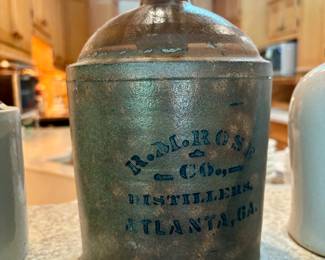 R.M.ROSE
CO.,
DISTILLERS,
ATLANTA, GA.